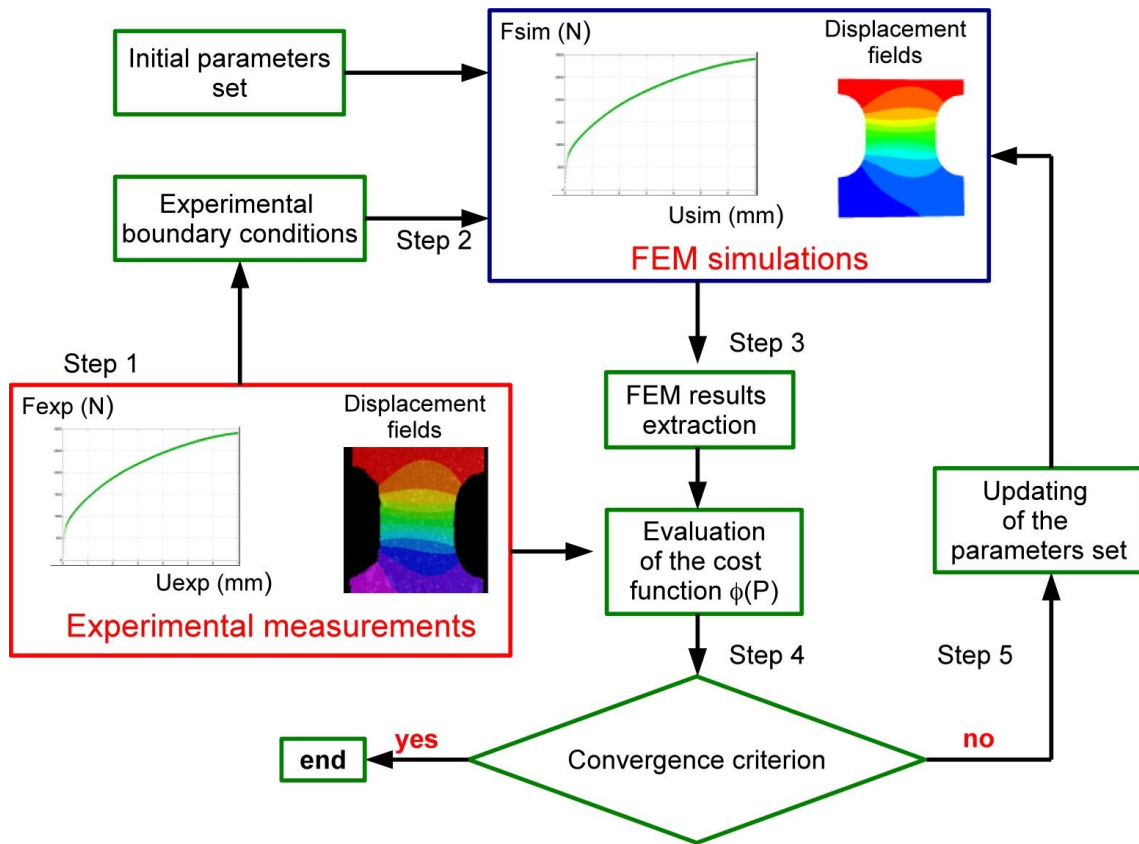 Initial parameters
set
Fsim (N)
Displacement
fields
Usim (mm)
FEM simulations
Experimental
boundary conditions
Step 2
Step 1
Step 3
Fexp (N)
Displacement
fields
Uexp (mm)
Experimental measurements
FEM results
extraction
Evaluation
of the cost
function ϕ(P)
Updating
of the
parameters set
Step 4
Step 5
Convergence criterion
yes
no
end